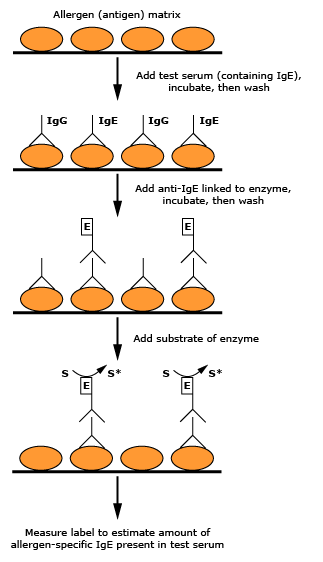 Allergen (antigen) matrix
Add test serum (containing IgE),
incubate, then wash
IgG IgE IgG IgE
Add anti-IgE linked to enzyme,
incubate, then wash
E E
Add substrate of enzyme
S S* S S*
E E
Measure label to estimate amount of
allergen-specific IgE present in test serum